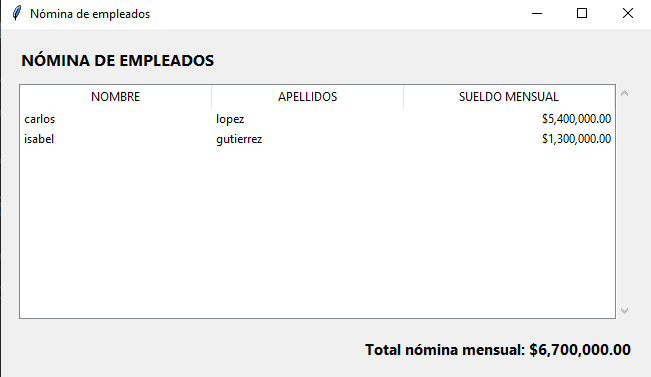 Nómina de empleados
NÓMINA DE EMPLEADOS
NOMBRE APELLIDOS SUELDO MENSUAL
carlos lopez $5,400,000.00
isabel gutierrez $1,300,000.00
Total nómina mensual: $6,700,000.00